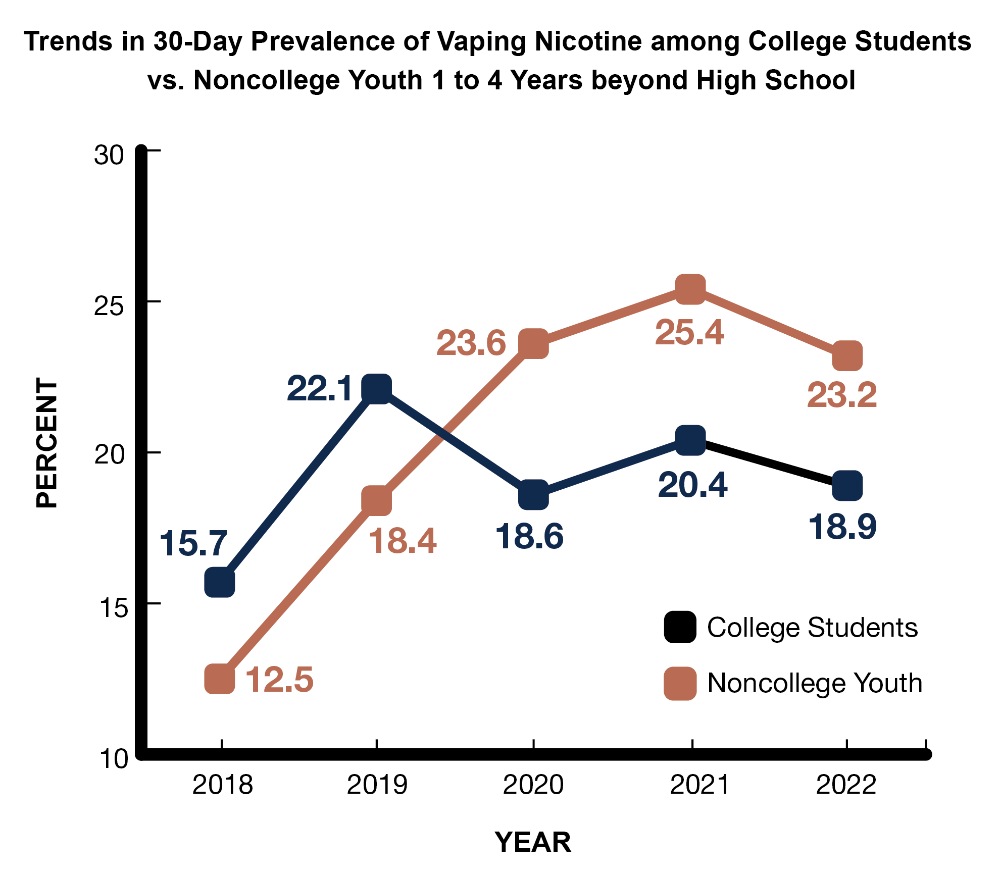 Trends in 30-Day Prevalence of Vaping Nicotine among College Students
vs. Noncollege Youth 1 to 4 Years beyond High School
PERCENT
30
25
20
15
10
15.7
22.1
18.6
20.4
18.9
12.5
18.4
23.6
25.4
23.2
College Students
Noncollege Youth
2018 2019 2020 2021 2022
YEAR